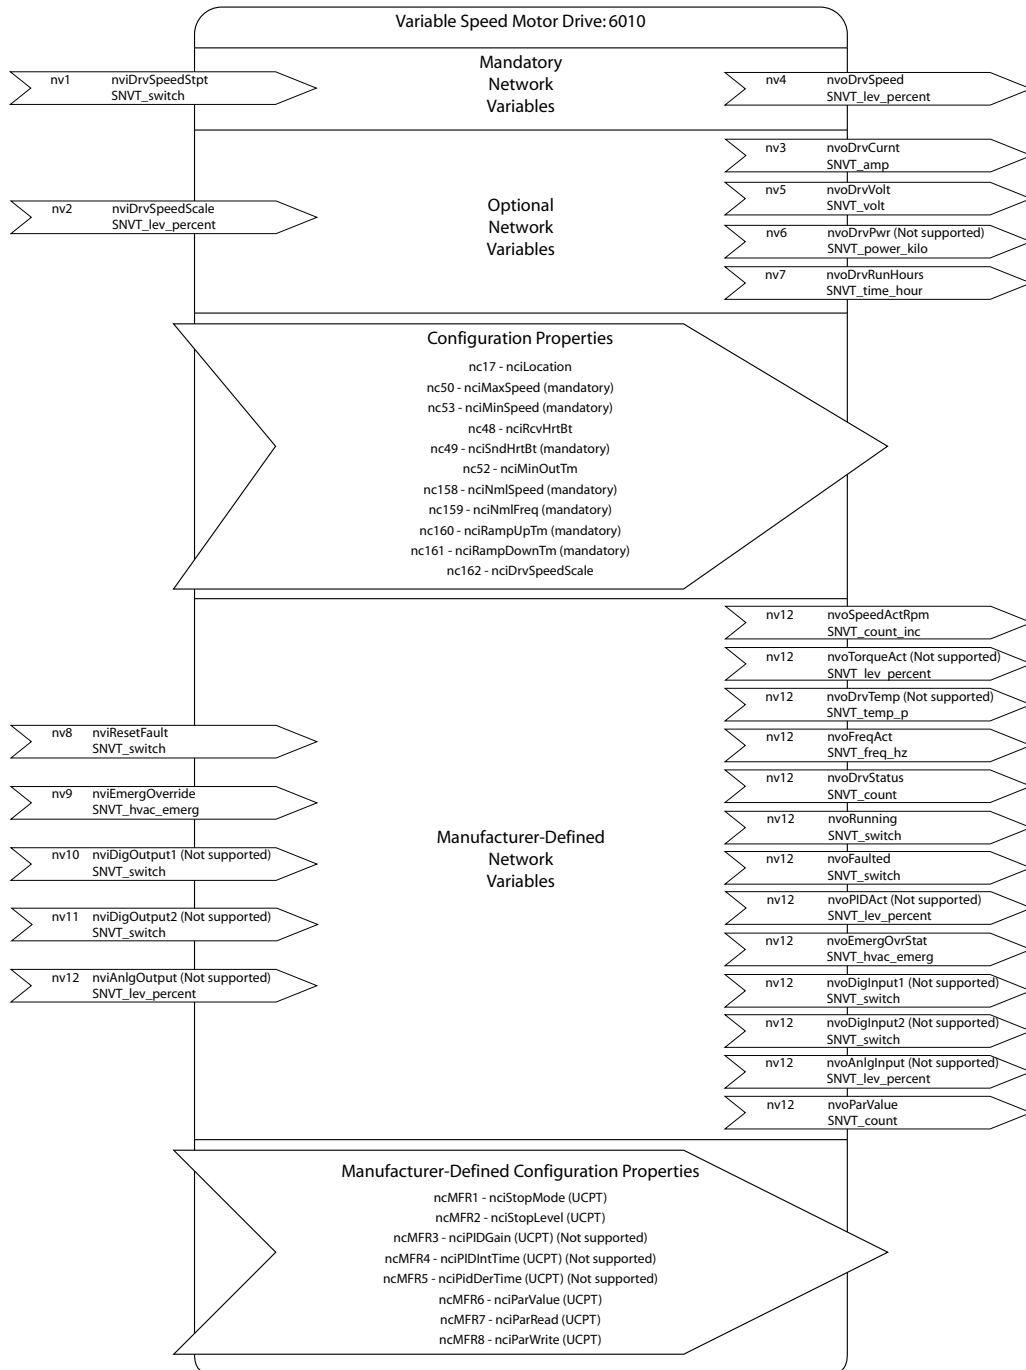 Variable Speed Motor Drive: 6010
Mandatory
Network
Variables
nv1 nviDrvSpeedStpt
SNVT_switch
nv4 nvoDrvSpeed
SNVT_lev_percent
Optional
Network
Variables
nv2 nviDrvSpeedScale
SNVT_lev_percent
nv3 nvoDrvCurnt
SNVT_amp
nv5 nvoDrvVolt
SNVT_volt
nv6 nvoDrvPwr (Not supported)
SNVT_power_kilo
nv7 nvoDrvRunHours
SNVT_time_hour
Configuration Properties
nc17 - nciLocation
nc50 - nciMaxSpeed (mandatory)
nc53 - nciMinSpeed (mandatory)
nc48 - nciRcvHrtBt
nc49 - nciSndHrtBt (mandatory)
nc52 - nciMinOutTm
nc158 - nciNmlSpeed (mandatory)
nc159 - nciNmlFreq (mandatory)
nc160 - nciRampUpTm (mandatory)
nc161 - nciRampDownTm (mandatory)
nc162 - nciDrvSpeedScale
nv8 nviResetFault
SNVT_switch
nv9 nviEmergOverride
SNVT_hvac_emerg
nv10 nviDigOutput1 (Not supported)
SNVT_switch
nv11 nviDigOutput2 (Not supported)
SNVT_switch
nv12 nviAnlgOutput (Not supported)
SNVT_lev_percent
Manufacturer-Defined
Network
Variables
nv12 nvoSpeedActRpm
SNVT_count_inc
nv12 nvoTorqueAct (Not supported)
SNVT_lev_percent
nv12 nvoDrvTemp (Not supported)
SNVT_temp_p
nv12 nvoFreqAct
SNVT_freq_hz
nv12 nvoDrvStatus
SNVT_count
nv12 nvoRunning
SNVT_switch
nv12 nvoFaulted
SNVT_switch
nv12 nvoPIDAct (Not supported)
SNVT_lev_percent
nv12 nvoEmergOvrStat
SNVT_hvac_emerg
nv12 nvoDigInput1 (Not supported)
SNVT_switch
nv12 nvoDigInput2 (Not supported)
SNVT_switch
nv12 nvoAnlgInput (Not supported)
SNVT_lev_percent
nv12 nvoParValue
SNVT_count
Manufacturer-Defined Configuration Properties
ncMFR1 - nciStopMode (UCPT)
ncMFR2 - nciStopLevel (UCPT)
ncMFR3 - nciPIDGain (UCPT) (Not supported)
ncMFR4 - nciPIDIntTime (UCPT) (Not supported)
ncMFR5 - nciPidDerTime (UCPT) (Not supported)
ncMFR6 - nciParValue (UCPT)
ncMFR7 - nciParRead (UCPT)
ncMFR8 - nciParWrite (UCPT)